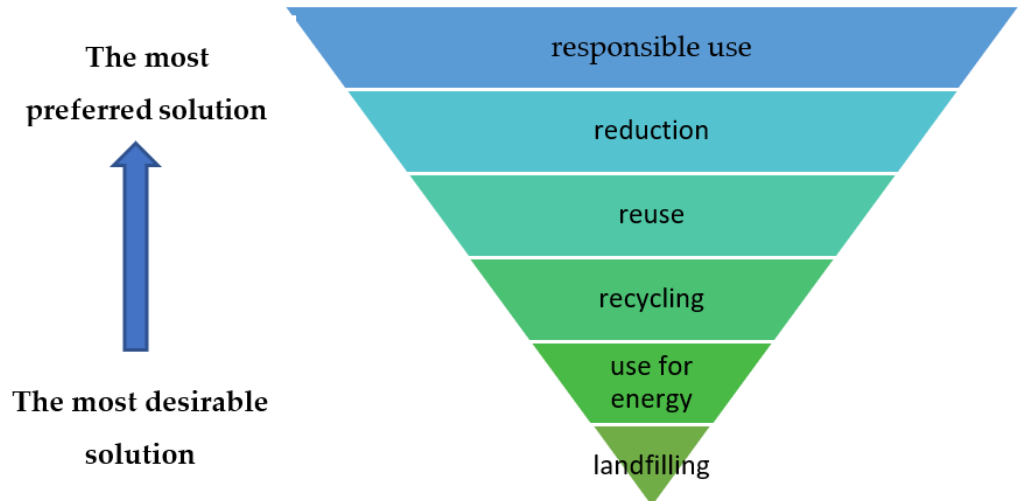 The most
preferred solution
responsible use
reduction
reuse
recycling
use for
energy
The most desirable
solution
landfilling